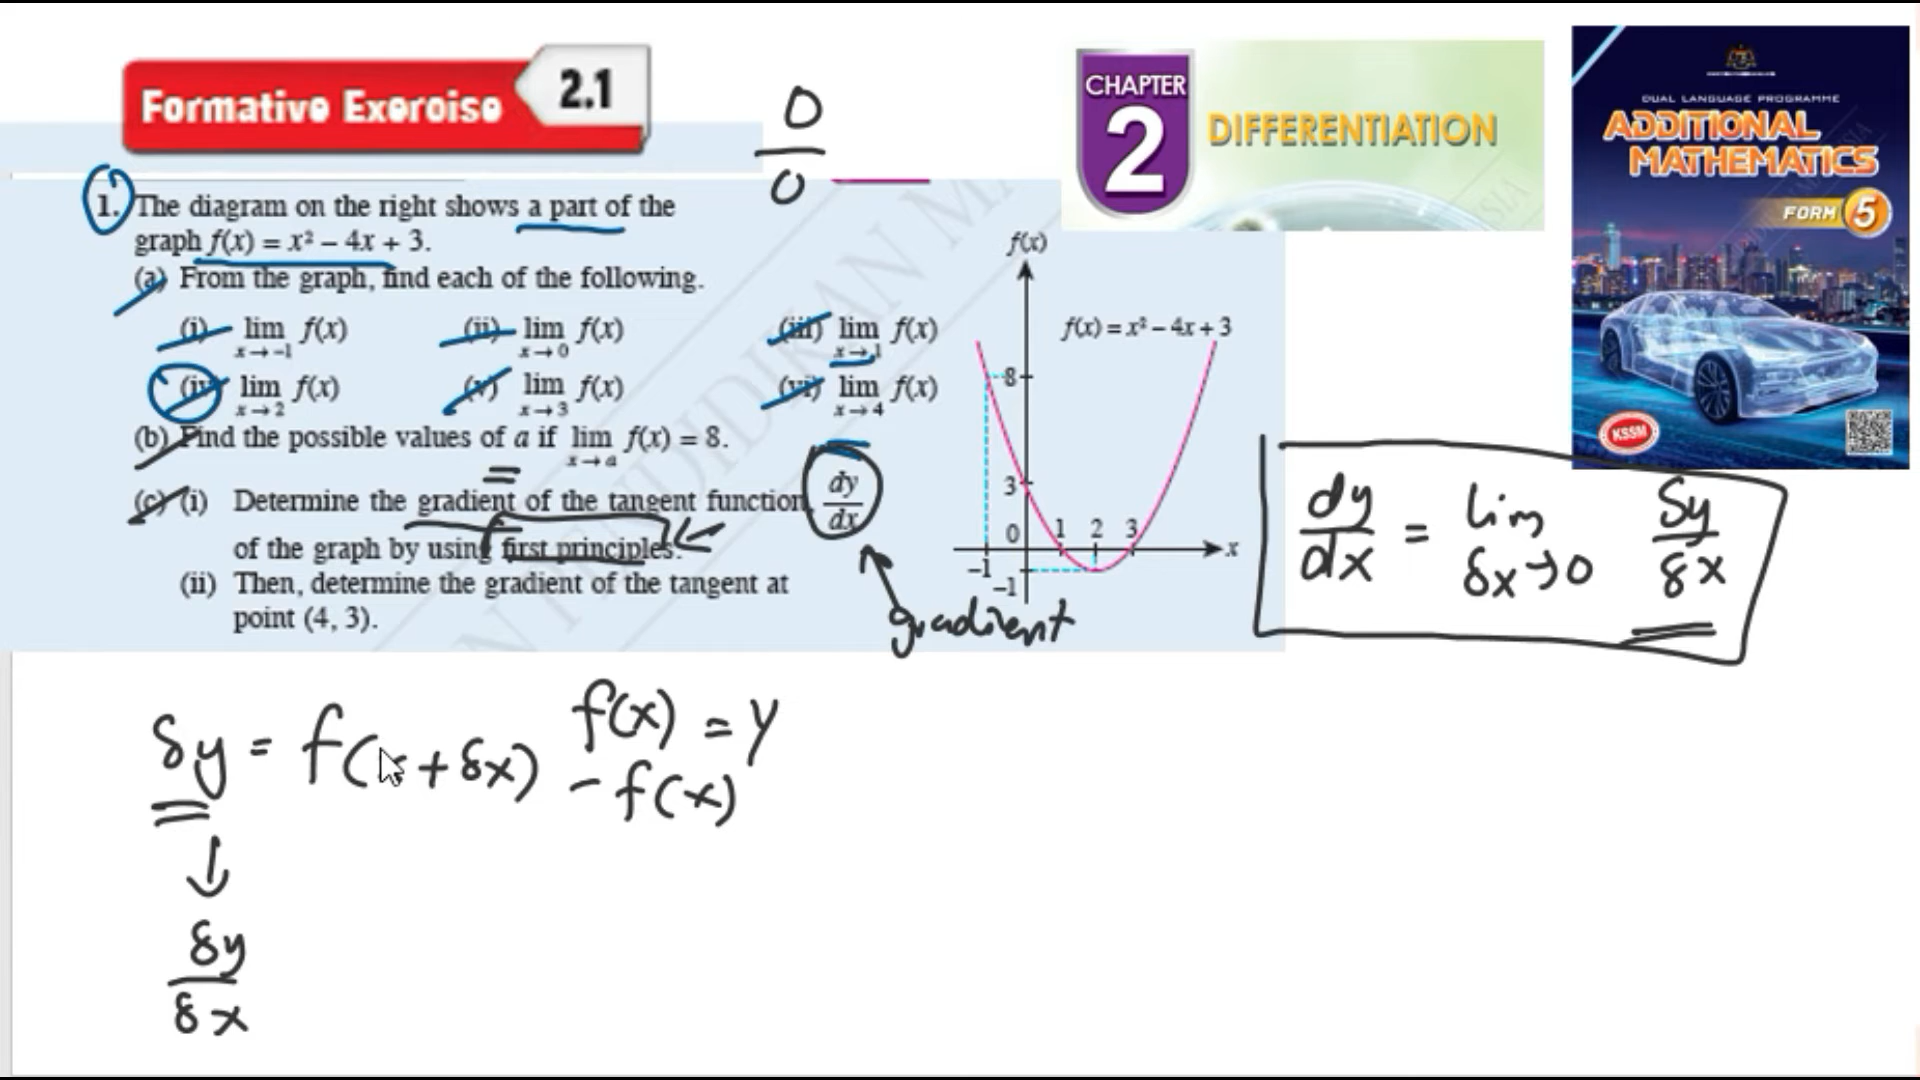 Formative Exercise 2.1
0
0
CHAPTER
2
DIFFERENTIATION
DUAL LANGUAGE PROGRAMME
ADDITIONAL
MATHEMATICS
FORM 5
KSSM
1. The diagram on the right shows a part of the
graph f(x) = x² – 4x + 3.
(a) From the graph, find each of the following.
(i) lim f(x) (ii) lim f(x) (iii) lim f(x)
x→–1 x→0 x→1
(iv) lim f(x) (v) lim f(x) (vi) lim f(x)
x→2 x→3 x→4
(b) Find the possible values of a if lim f(x) = 8.
x→a
(c) (i) Determine the gradient of the tangent function
of the graph by using first principles.
(ii) Then, determine the gradient of the tangent at
point (4, 3).
dy
dx
gradient
f(x)
f(x) = x² – 4x + 3
8
3
0 1 2 3
–1 x
–1
dy/dx = lim δy/δx
δx→0
f(x) = y
δy = f(x + δx) – f(x)
δy
δx